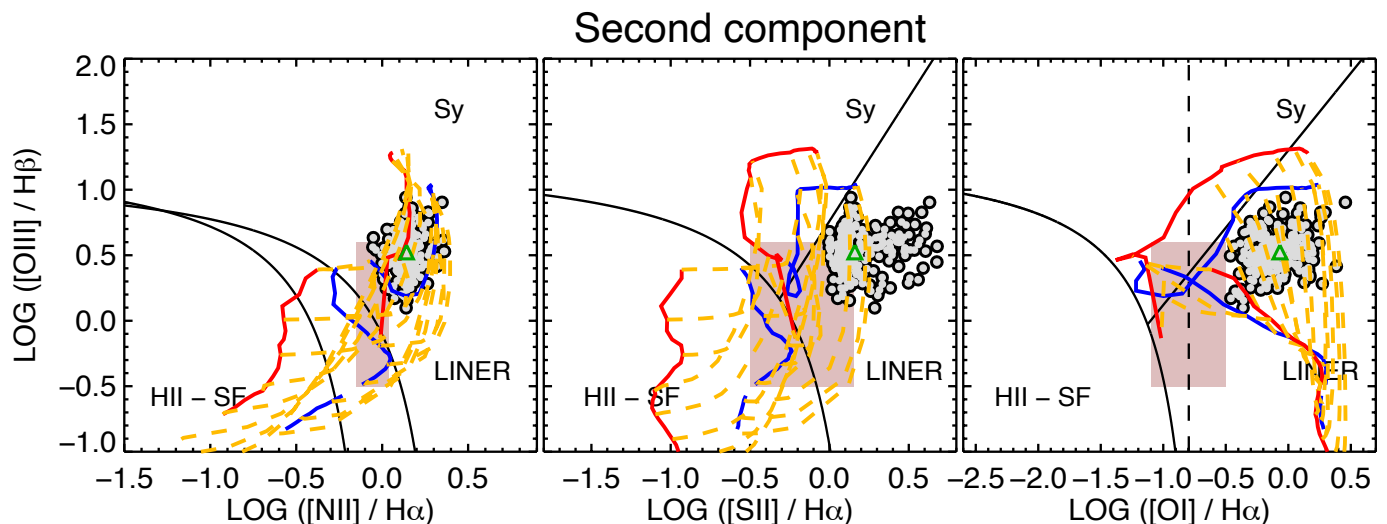 Second component
LOG ([OIII] / Hβ)
2.0
1.5
1.0
0.5
0.0
−0.5
−1.0
Sy
HII − SF
LINER
−1.5 −1.0 −0.5 0.0 0.5
LOG ([NII] / Hα)
Sy
HII − SF
LINER
−1.5 −1.0 −0.5 0.0 0.5
LOG ([SII] / Hα)
Sy
HII − SF
LINER
−2.5 −2.0 −1.5 −1.0 −0.5 0.0 0.5
LOG ([OI] / Hα)